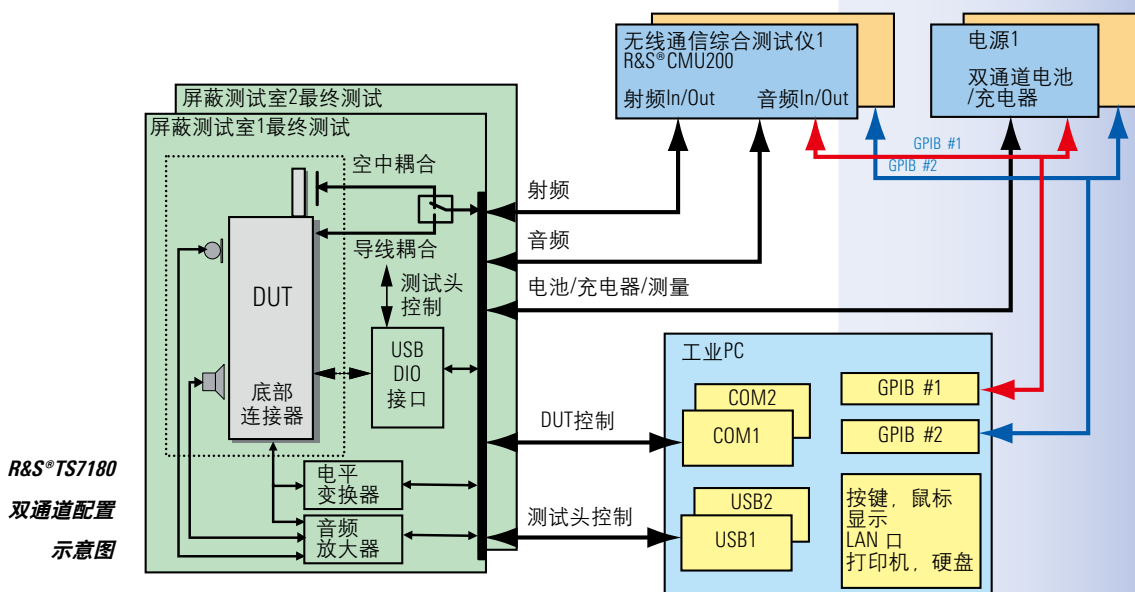 无线通信综合测试仪1
R&S®CMU200
射频In/Out 音频In/Out
电源1
双通道电池
/充电器
屏蔽测试室2最终测试
屏蔽测试室1最终测试
GPIB #1
GPIB #2
空中耦合
射频
导线耦合
音频
测试头
控制
电池/充电器/测量
DUT
USB
DIO
接口
底部
连接器
工业PC
COM2
COM1
GPIB #1
GPIB #2
DUT控制
R&S®TS7180
双通道配置
示意图
电平
变换器
音频
放大器
测试头控制
USB2
USB1
按键，鼠标
显示
LAN 口
打印机，硬盘